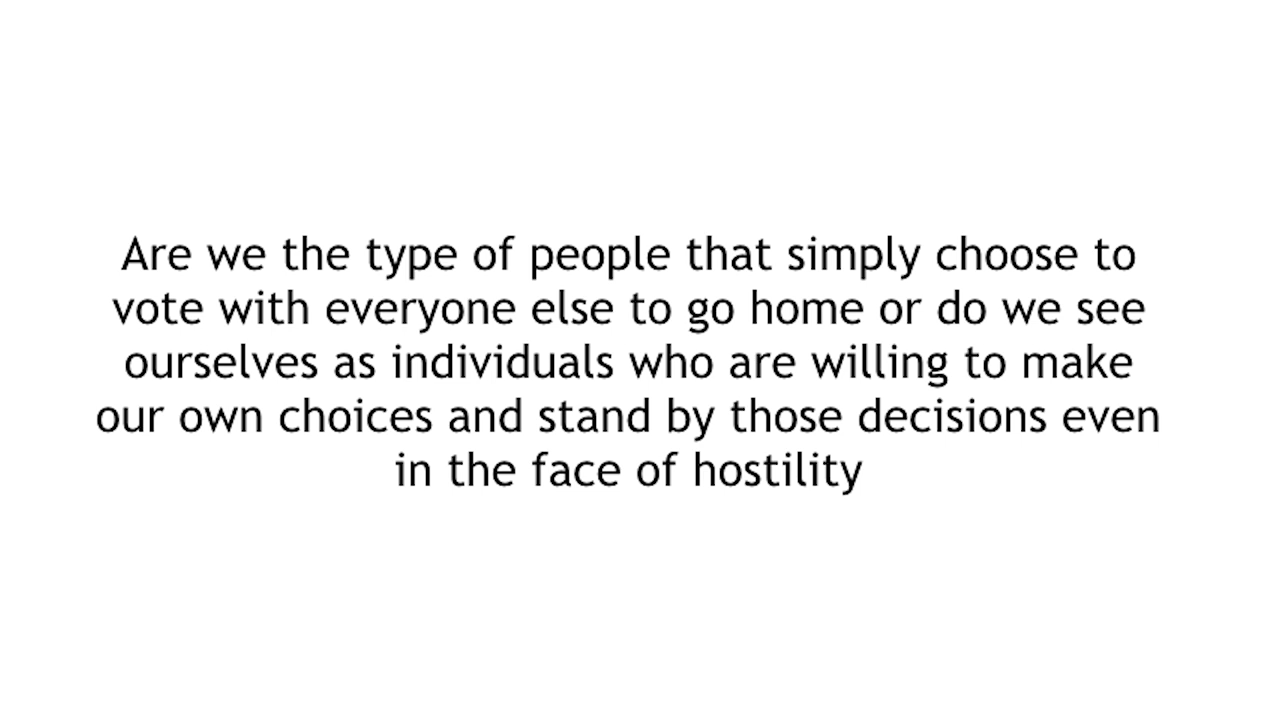 Are we the type of people that simply choose to
vote with everyone else to go home or do we see
ourselves as individuals who are willing to make
our own choices and stand by those decisions even
in the face of hostility